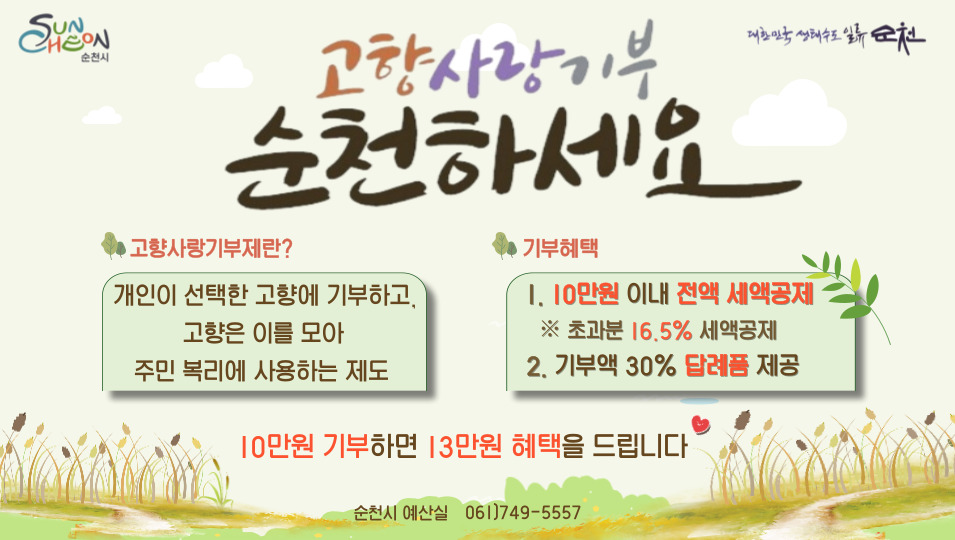 SUNCHEON
순천시
대한민국 생태수도 일류 순천
고향사랑기부
순천하세요
고향사랑기부제란?
개인이 선택한 고향에 기부하고,
고향은 이를 모아
주민 복리에 사용하는 제도
기부혜택
1. 10만원 이내 전액 세액공제
※ 초과분 16.5% 세액공제
2. 기부액 30% 답례품 제공
10만원 기부하면 13만원 혜택을 드립니다
순천시 예산실 061)749-5557